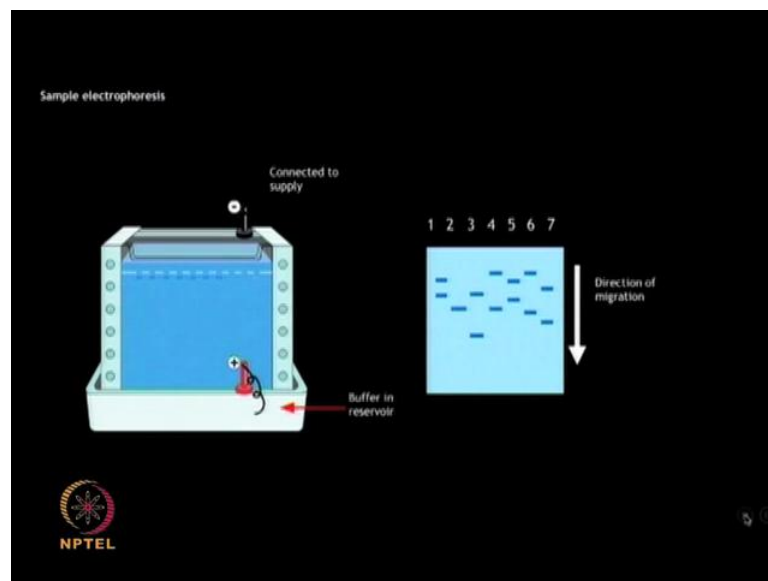 Sample electrophoresis
Connected to
supply
-
+
Buffer in
reservoir
1 2 3 4 5 6 7
Direction of
migration
NPTEL